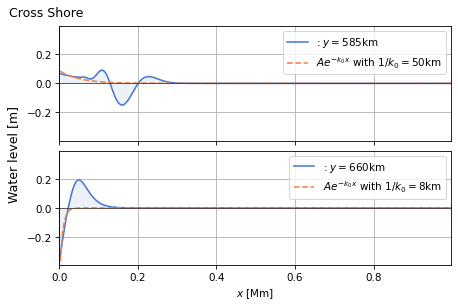 Cross Shore
0.4
0.2
0.0
−0.2
: y = 585km
Ae^{−k₀x} with 1/k₀ = 50km
Water level [m]
0.2
0.0
−0.2
: y = 660km
Ae^{−k₀x} with 1/k₀ = 8km
0.0 0.2 0.4 0.6 0.8
x [Mm]